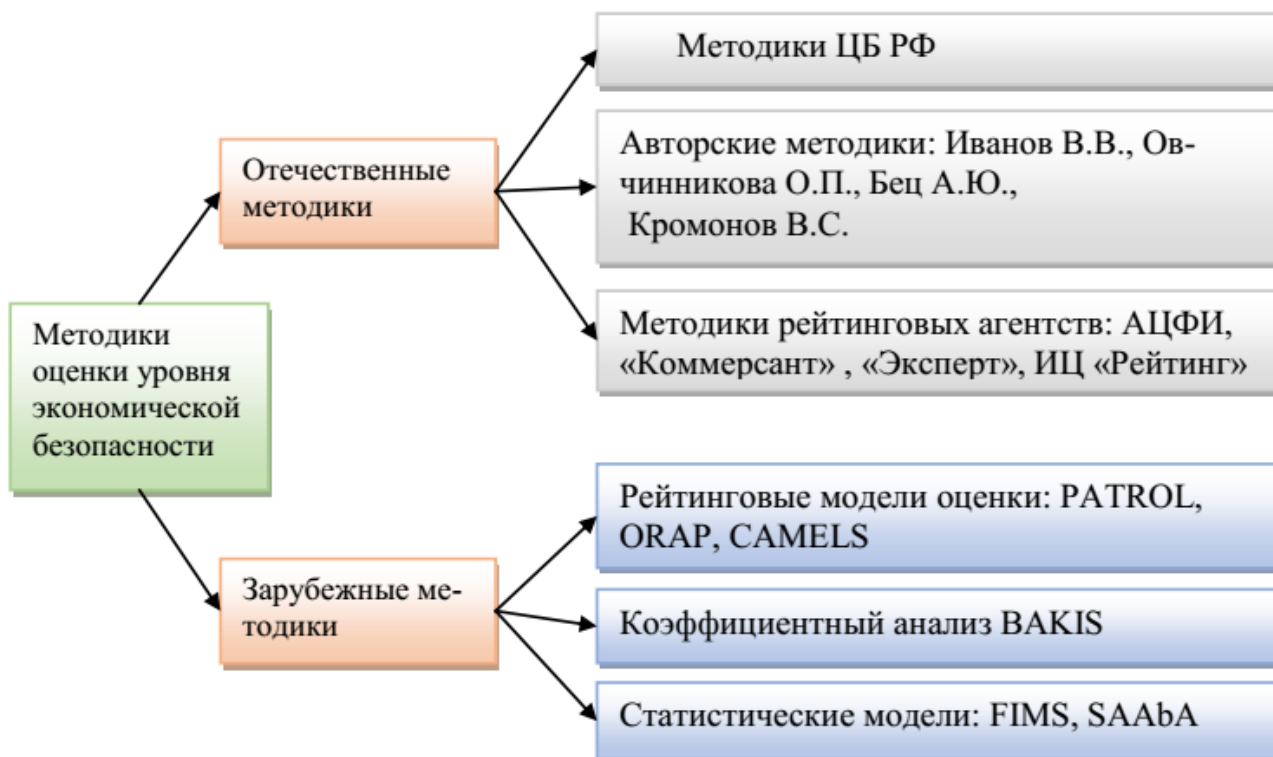 Методики
оценки уровня
экономической
безопасности
Отечественные
методики
Методики ЦБ РФ
Авторские методики: Иванов В.В., Ов-
чинникова О.П., Бец А.Ю.,
Кромонов В.С.
Методики рейтинговых агентств: АЦФИ,
«Коммерсант» , «Эксперт», ИЦ «Рейтинг»
Зарубежные ме-
тодики
Рейтинговые модели оценки: PATROL,
ORAP, CAMELS
Коэффициентный анализ BAKIS
Статистические модели: FIMS, SAAbA